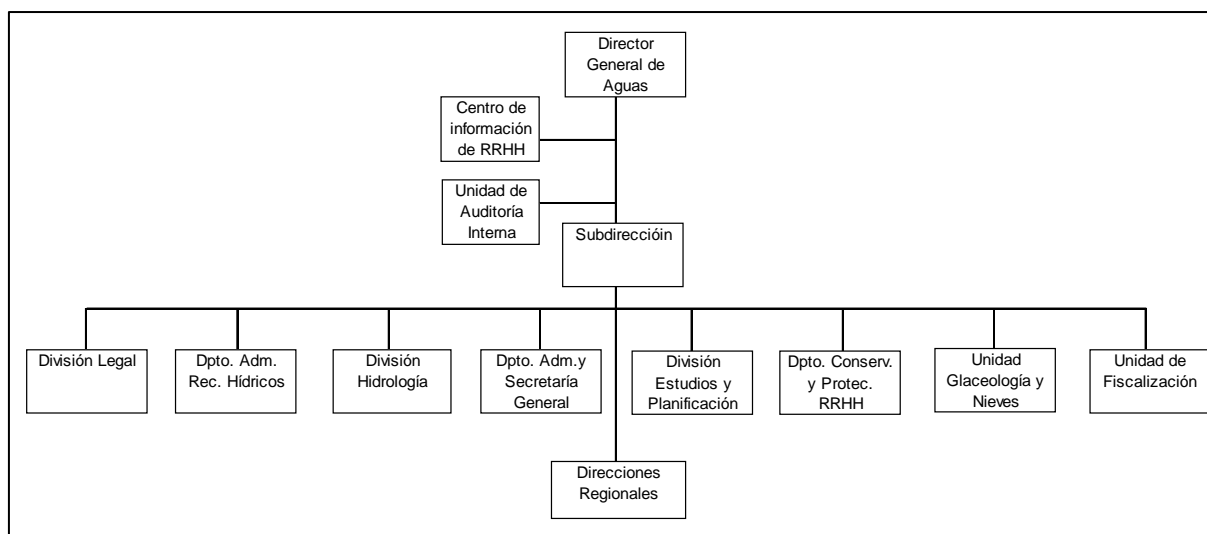 Director
General de
Aguas
Centro de
información
de RRHH
Unidad de
Auditoría
Interna
Subdireccióin
División Legal
Dpto. Adm.
Rec. Hídricos
División
Hidrología
Dpto. Adm.y
Secretaría
General
División
Estudios y
Planificación
Dpto. Conserv.
y Protec.
RRHH
Unidad
Glaceología y
Nieves
Unidad de
Fiscalización
Direcciones
Regionales